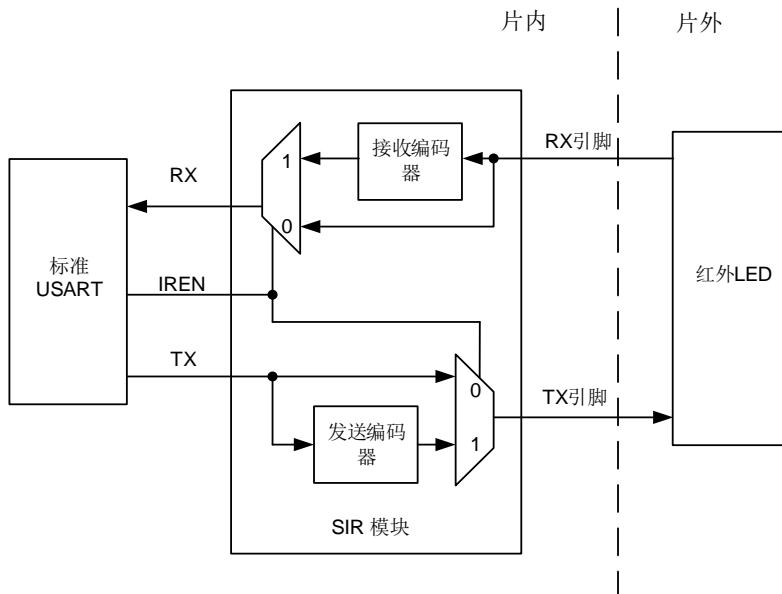 片内
片外
RX引脚
接收编码
器
1
RX
0
标准
USART
IREN
红外LED
TX
0
TX引脚
发送编码
器
1
SIR 模块